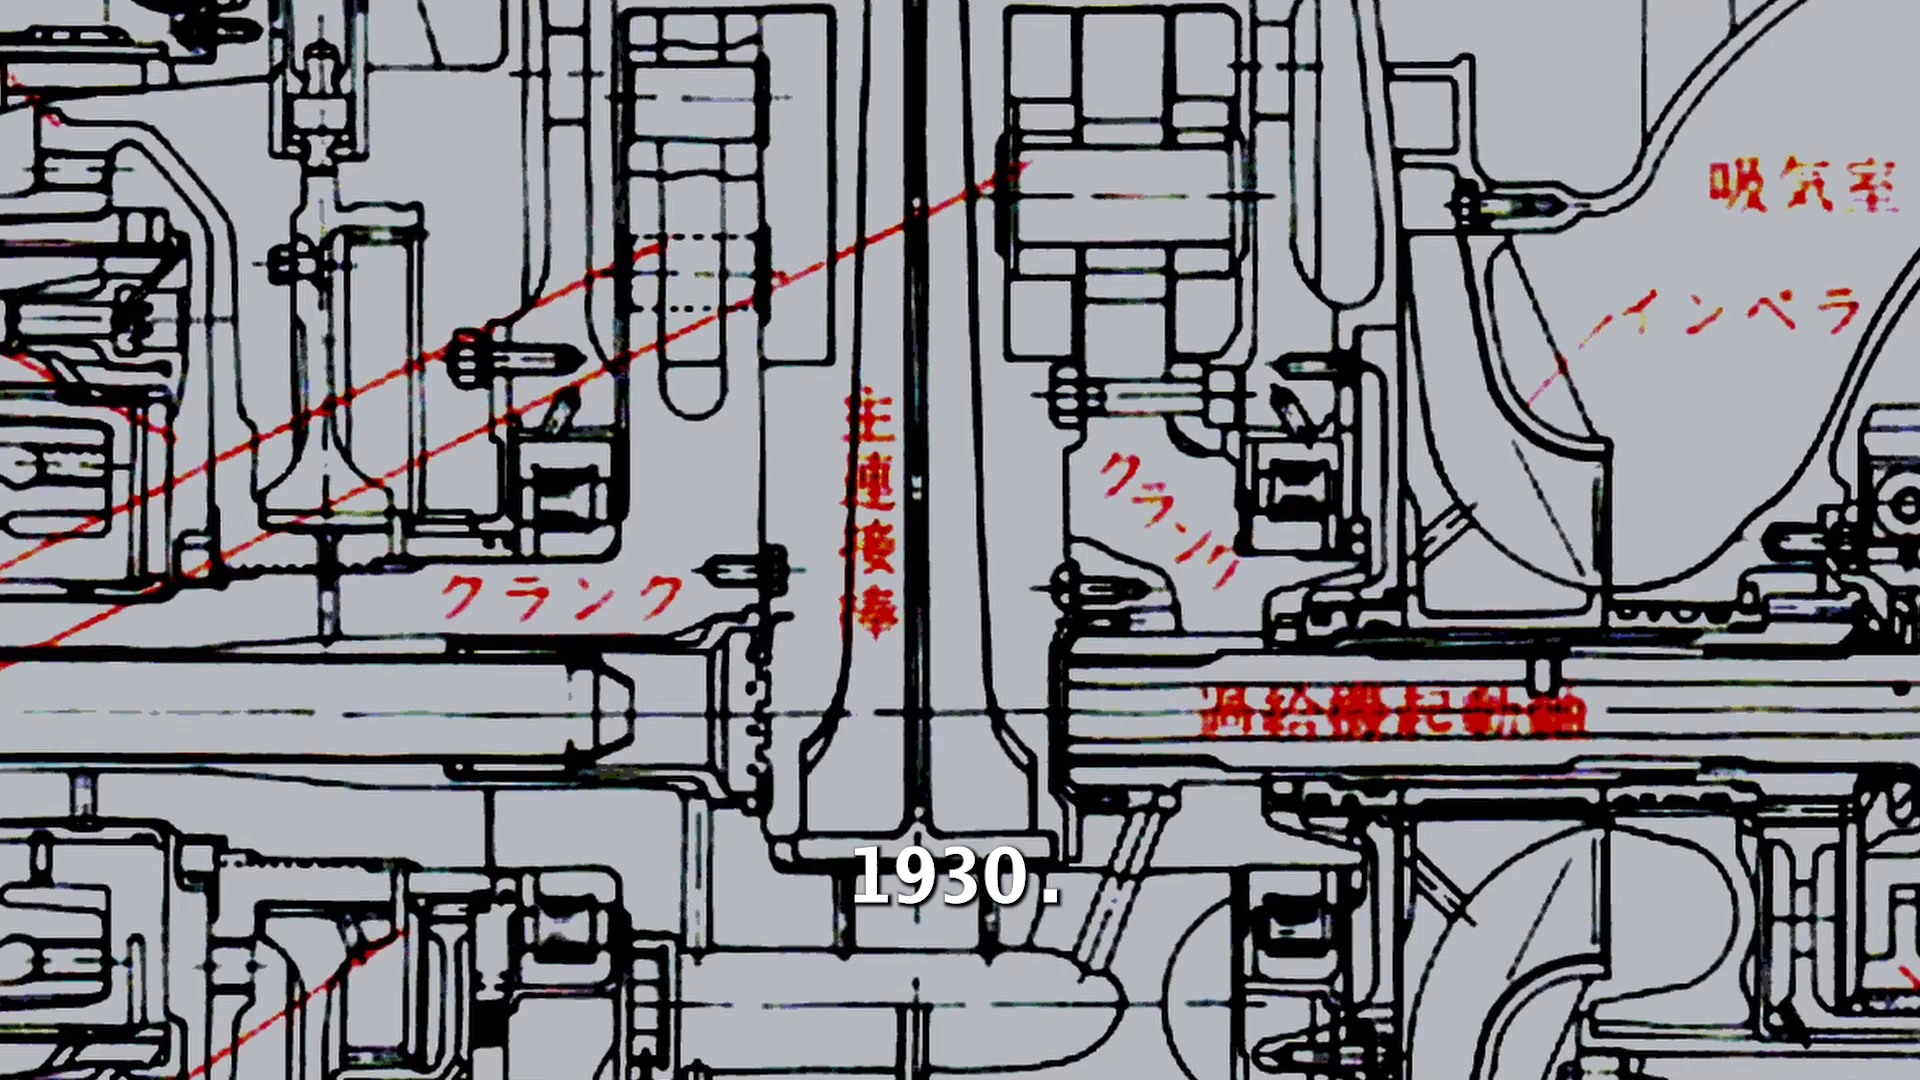 吸気室
インペラ
主連接棒
クランク
クランク
過給機起動軸
1930.